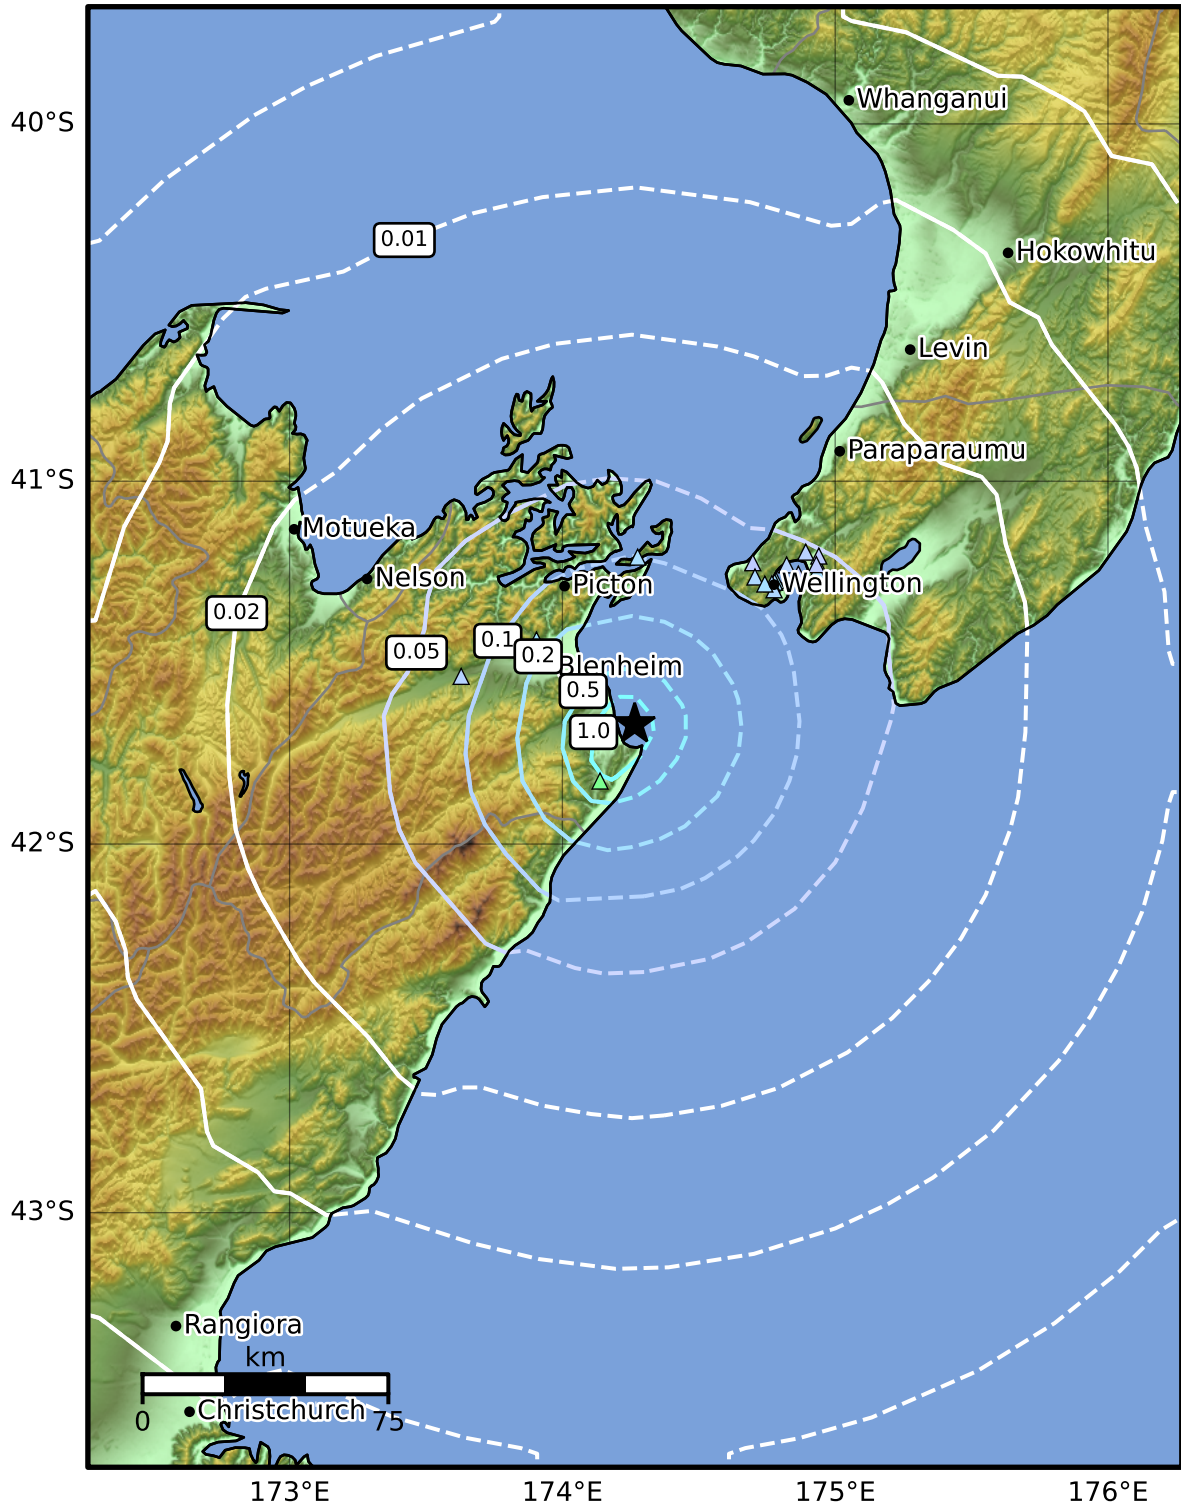 Whanganui
40°S
0.01
Hokowhitu
Levin
Paraparaumu
41°S
Motueka
Nelson
Picton
Wellington
0.02
0.05
0.1
0.2
Blenheim
0.5
1.0
42°S
43°S
Rangiora
km
0
75
Christchurch
173°E
174°E
175°E
176°E